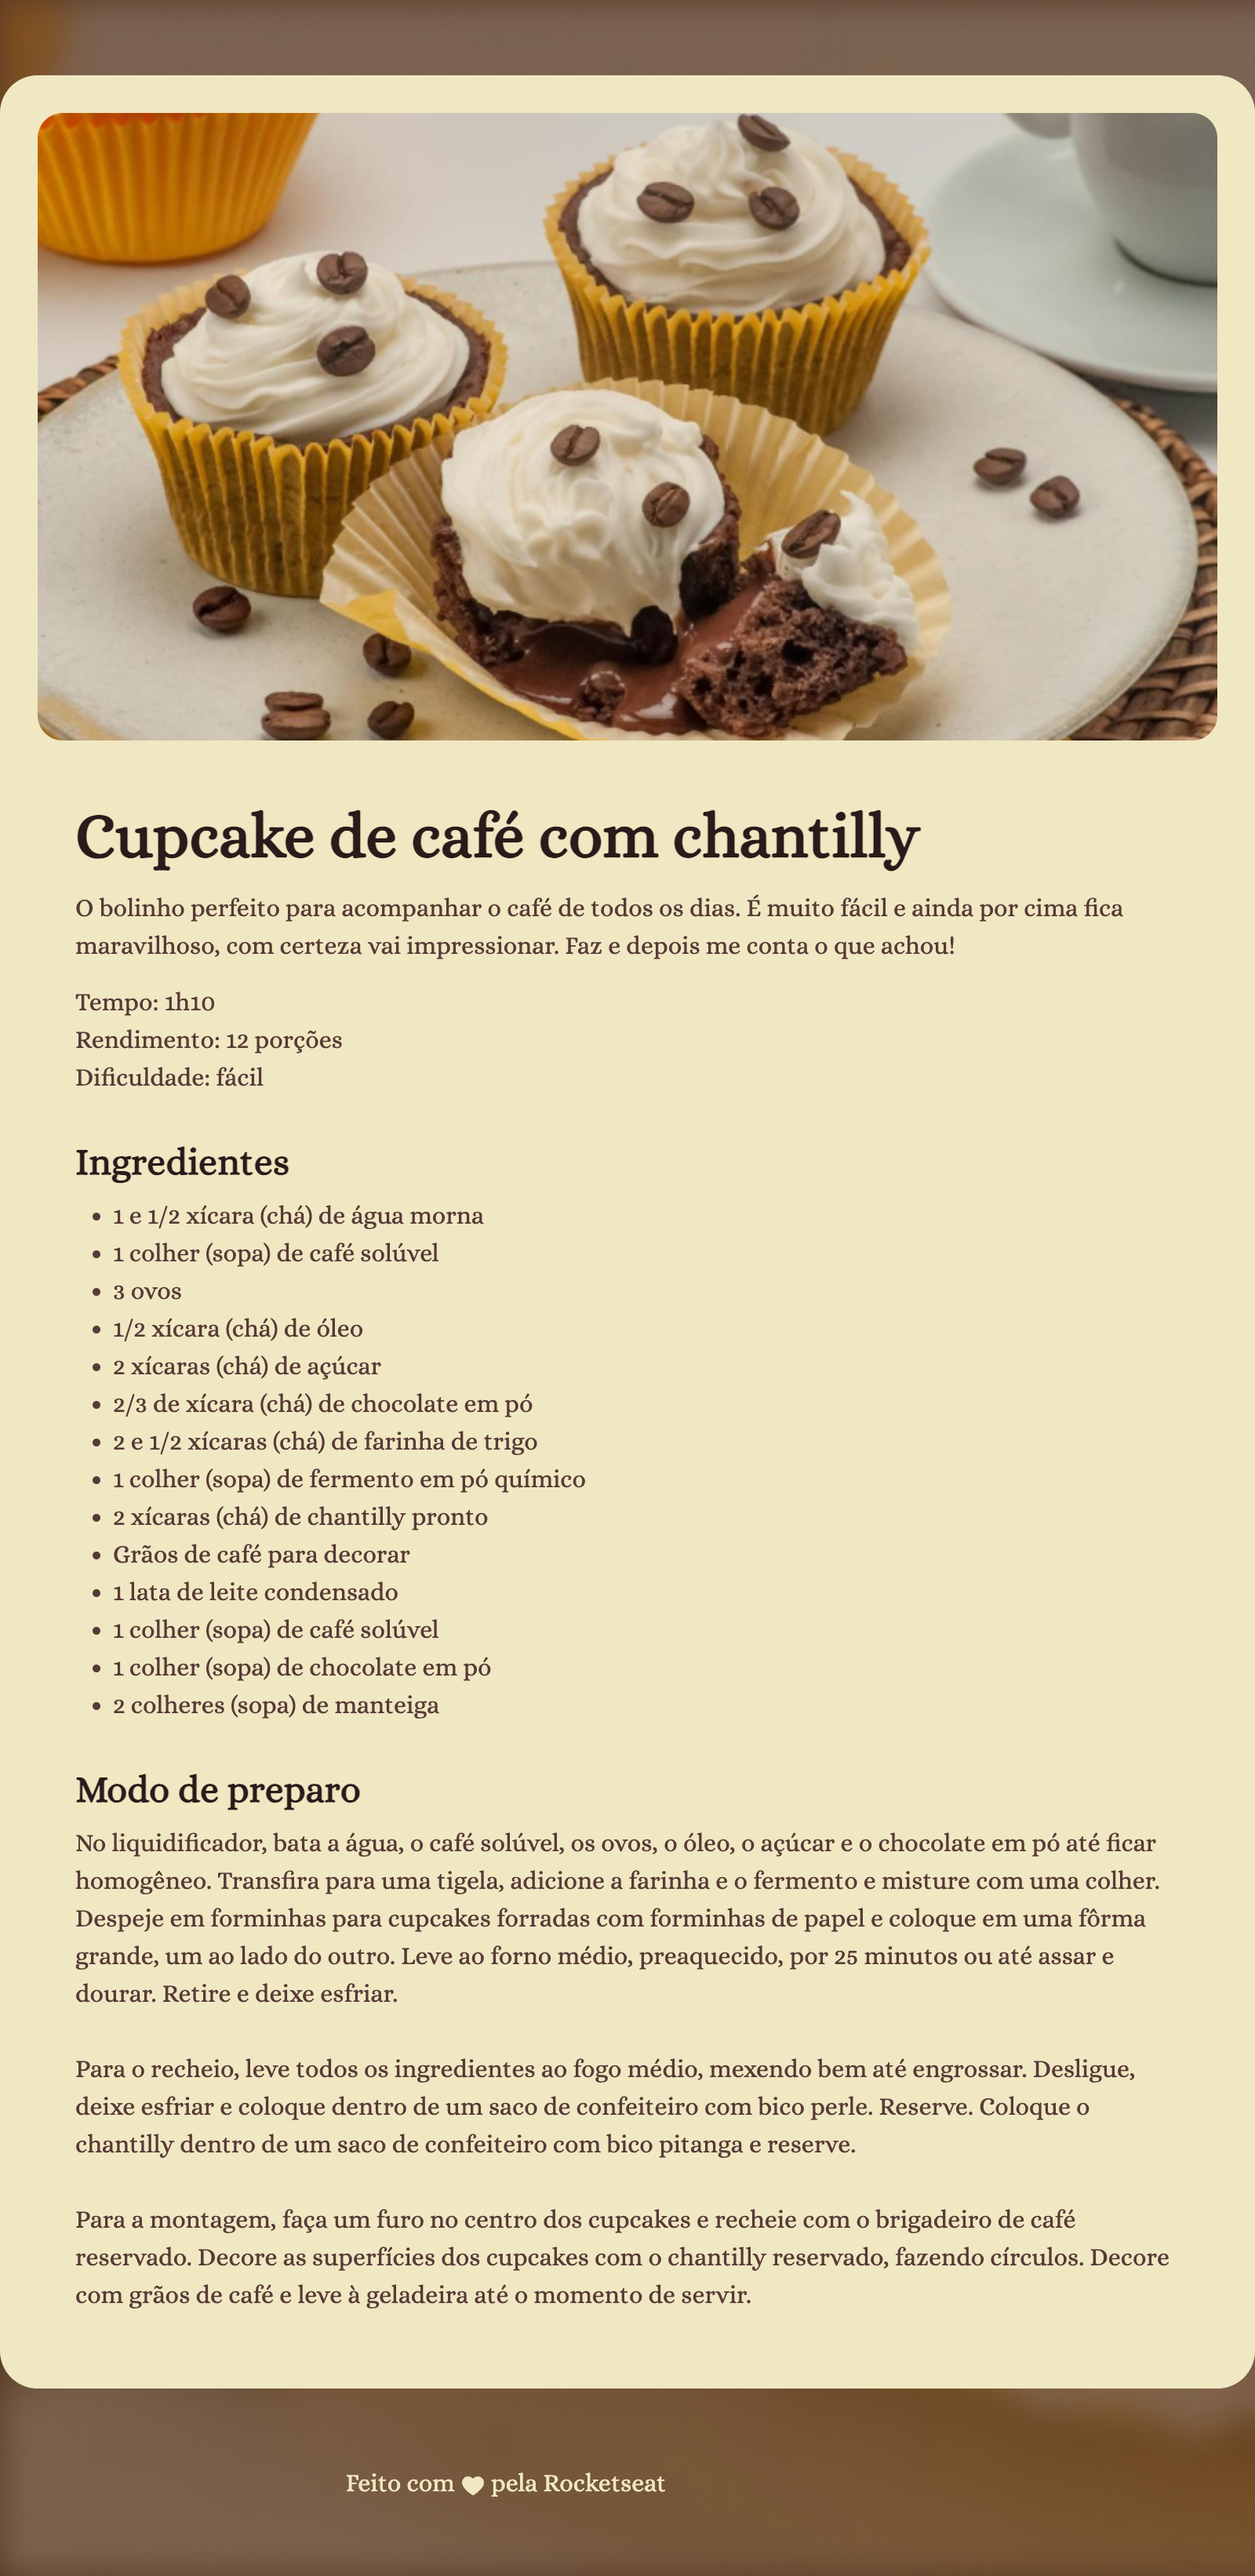 Cupcake de café com chantilly
O bolinho perfeito para acompanhar o café de todos os dias. É muito fácil e ainda por cima fica
maravilhoso, com certeza vai impressionar. Faz e depois me conta o que achou!
Tempo: 1h10
Rendimento: 12 porções
Dificuldade: fácil
Ingredientes
• 1 e 1/2 xícara (chá) de água morna
• 1 colher (sopa) de café solúvel
• 3 ovos
• 1/2 xícara (chá) de óleo
• 2 xícaras (chá) de açúcar
• 2/3 de xícara (chá) de chocolate em pó
• 2 e 1/2 xícaras (chá) de farinha de trigo
• 1 colher (sopa) de fermento em pó químico
• 2 xícaras (chá) de chantilly pronto
• Grãos de café para decorar
• 1 lata de leite condensado
• 1 colher (sopa) de café solúvel
• 1 colher (sopa) de chocolate em pó
• 2 colheres (sopa) de manteiga
Modo de preparo
No liquidificador, bata a água, o café solúvel, os ovos, o óleo, o açúcar e o chocolate em pó até ficar
homogêneo. Transfira para uma tigela, adicione a farinha e o fermento e misture com uma colher.
Despeje em forminhas para cupcakes forradas com forminhas de papel e coloque em uma fôrma
grande, um ao lado do outro. Leve ao forno médio, preaquecido, por 25 minutos ou até assar e
dourar. Retire e deixe esfriar.
Para o recheio, leve todos os ingredientes ao fogo médio, mexendo bem até engrossar. Desligue,
deixe esfriar e coloque dentro de um saco de confeiteiro com bico perle. Reserve. Coloque o
chantilly dentro de um saco de confeiteiro com bico pitanga e reserve.
Para a montagem, faça um furo no centro dos cupcakes e recheie com o brigadeiro de café
reservado. Decore as superfícies dos cupcakes com o chantilly reservado, fazendo círculos. Decore
com grãos de café e leve à geladeira até o momento de servir.
Feito com ♥ pela Rocketseat